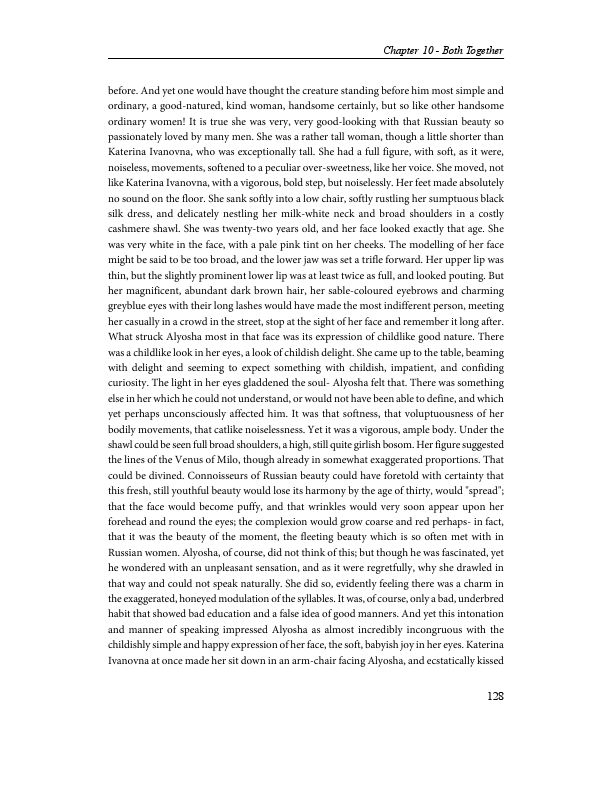 Chapter 10 - Both Together
before. And yet one would have thought the creature standing before him most simple and
ordinary, a good-natured, kind woman, handsome certainly, but so like other handsome
ordinary women! It is true she was very, very good-looking with that Russian beauty so
passionately loved by many men. She was a rather tall woman, though a little shorter than
Katerina Ivanovna, who was exceptionally tall. She had a full figure, with soft, as it were,
noiseless, movements, softened to a peculiar over-sweetness, like her voice. She moved, not
like Katerina Ivanovna, with a vigorous, bold step, but noiselessly. Her feet made absolutely
no sound on the floor. She sank softly into a low chair, softly rustling her sumptuous black
silk dress, and delicately nestling her milk-white neck and broad shoulders in a costly
cashmere shawl. She was twenty-two years old, and her face looked exactly that age. She
was very white in the face, with a pale pink tint on her cheeks. The modelling of her face
might be said to be too broad, and the lower jaw was set a trifle forward. Her upper lip was
thin, but the slightly prominent lower lip was at least twice as full, and looked pouting. But
her magnificent, abundant dark brown hair, her sable-coloured eyebrows and charming
greyblue eyes with their long lashes would have made the most indifferent person, meeting
her casually in a crowd in the street, stop at the sight of her face and remember it long after.
What struck Alyosha most in that face was its expression of childlike good nature. There
was a childlike look in her eyes, a look of childish delight. She came up to the table, beaming
with delight and seeming to expect something with childish, impatient, and confiding
curiosity. The light in her eyes gladdened the soul- Alyosha felt that. There was something
else in her which he could not understand, or would not have been able to define, and which
yet perhaps unconsciously affected him. It was that softness, that voluptuousness of her
bodily movements, that catlike noiselessness. Yet it was a vigorous, ample body. Under the
shawl could be seen full broad shoulders, a high, still quite girlish bosom. Her figure suggested
the lines of the Venus of Milo, though already in somewhat exaggerated proportions. That
could be divined. Connoisseurs of Russian beauty could have foretold with certainty that
this fresh, still youthful beauty would lose its harmony by the age of thirty, would "spread";
that the face would become puffy, and that wrinkles would very soon appear upon her
forehead and round the eyes; the complexion would grow coarse and red perhaps- in fact,
that it was the beauty of the moment, the fleeting beauty which is so often met with in
Russian women. Alyosha, of course, did not think of this; but though he was fascinated, yet
he wondered with an unpleasant sensation, and as it were regretfully, why she drawled in
that way and could not speak naturally. She did so, evidently feeling there was a charm in
the exaggerated, honeyed modulation of the syllables. It was, of course, only a bad, underbred
habit that showed bad education and a false idea of good manners. And yet this intonation
and manner of speaking impressed Alyosha as almost incredibly incongruous with the
childishly simple and happy expression of her face, the soft, babyish joy in her eyes. Katerina
Ivanovna at once made her sit down in an arm-chair facing Alyosha, and ecstatically kissed
128